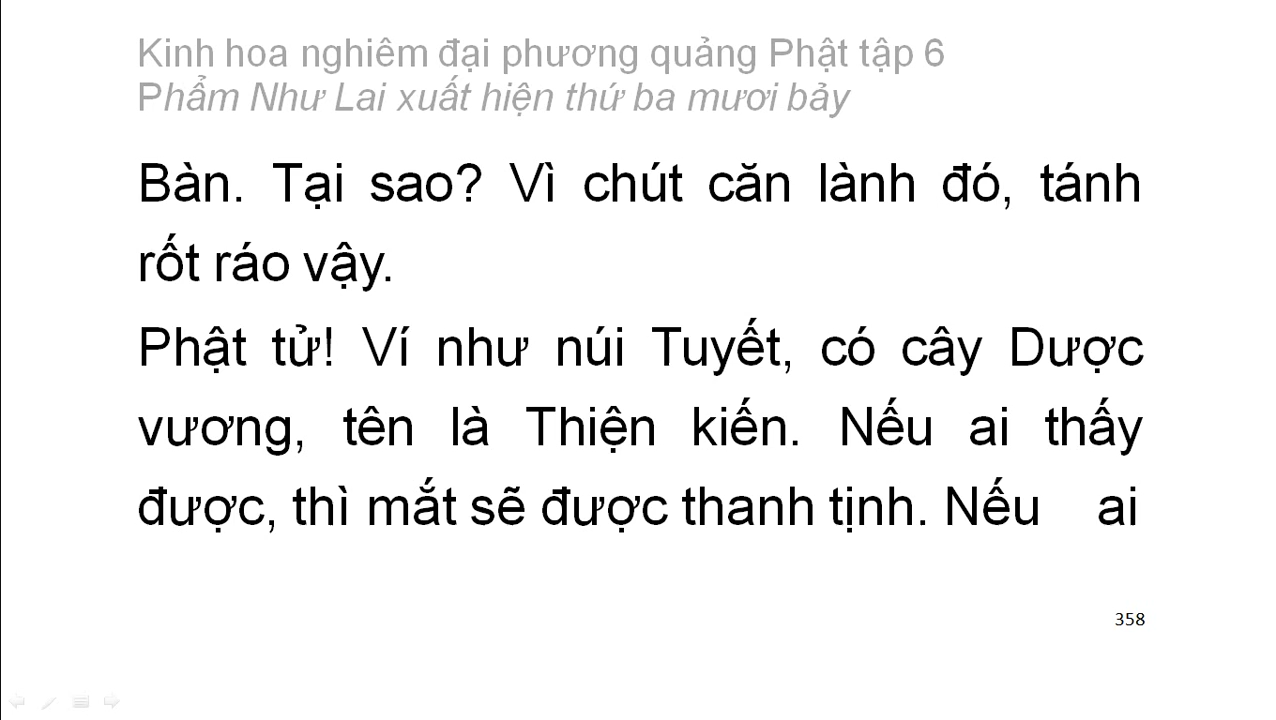 Kinh hoa nghiêm đại phương quảng Phật tập 6
Phẩm Như Lai xuất hiện thứ ba mươi bảy
Bàn. Tại sao? Vì chút căn lành đó, tánh
rốt ráo vậy.
Phật tử! Ví như núi Tuyết, có cây Dược
vương, tên là Thiện kiến. Nếu ai thấy
được, thì mắt sẽ được thanh tịnh. Nếu ai
358